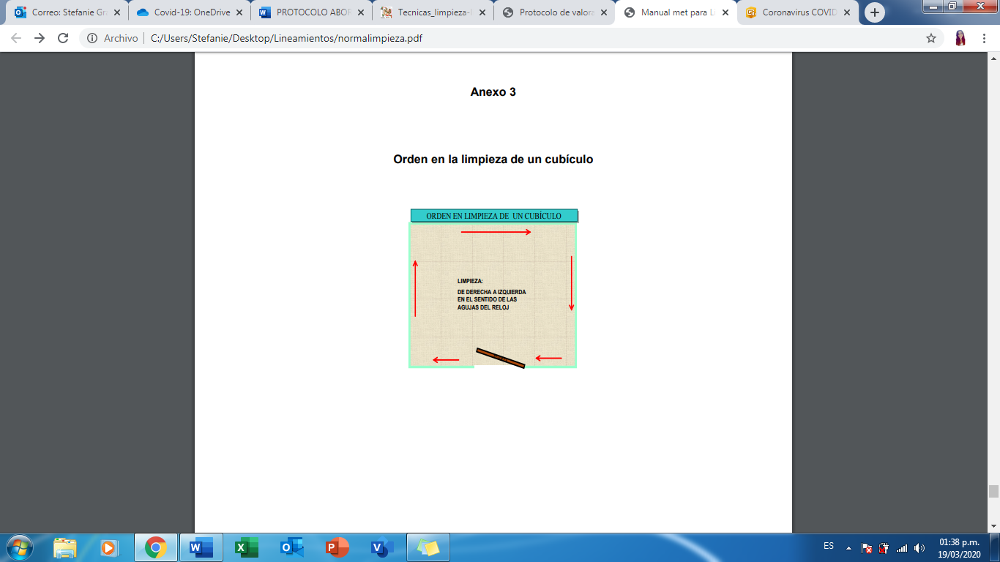 Correo: Stefanie Gra
Covid-19: OneDrive
PROTOCOLO ABOR
Tecnicas_limpieza-
Protocolo de valora
Manual met para Li
Coronavirus COVID
Archivo
C:/Users/Stefanie/Desktop/Lineamientos/normalimpieza.pdf
Anexo 3
Orden en la limpieza de un cubículo
ORDEN EN LIMPIEZA DE UN CUBÍCULO
LIMPIEZA:
DE DERECHA A IZQUIERDA
EN EL SENTIDO DE LAS
AGUJAS DEL RELOJ
ES
01:38 p.m.
19/03/2020